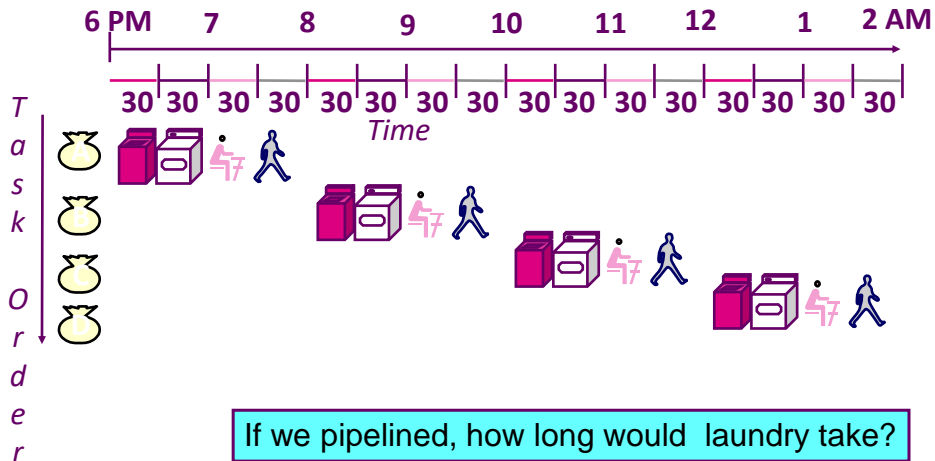 6 PM 7 8 9 10 11 12 1 2 AM
30 30 30 30 30 30 30 30 30 30 30 30 30 30 30 30
Time
T
a
s
k
O
r
d
e
r
A
B
C
D
If we pipelined, how long would laundry take?